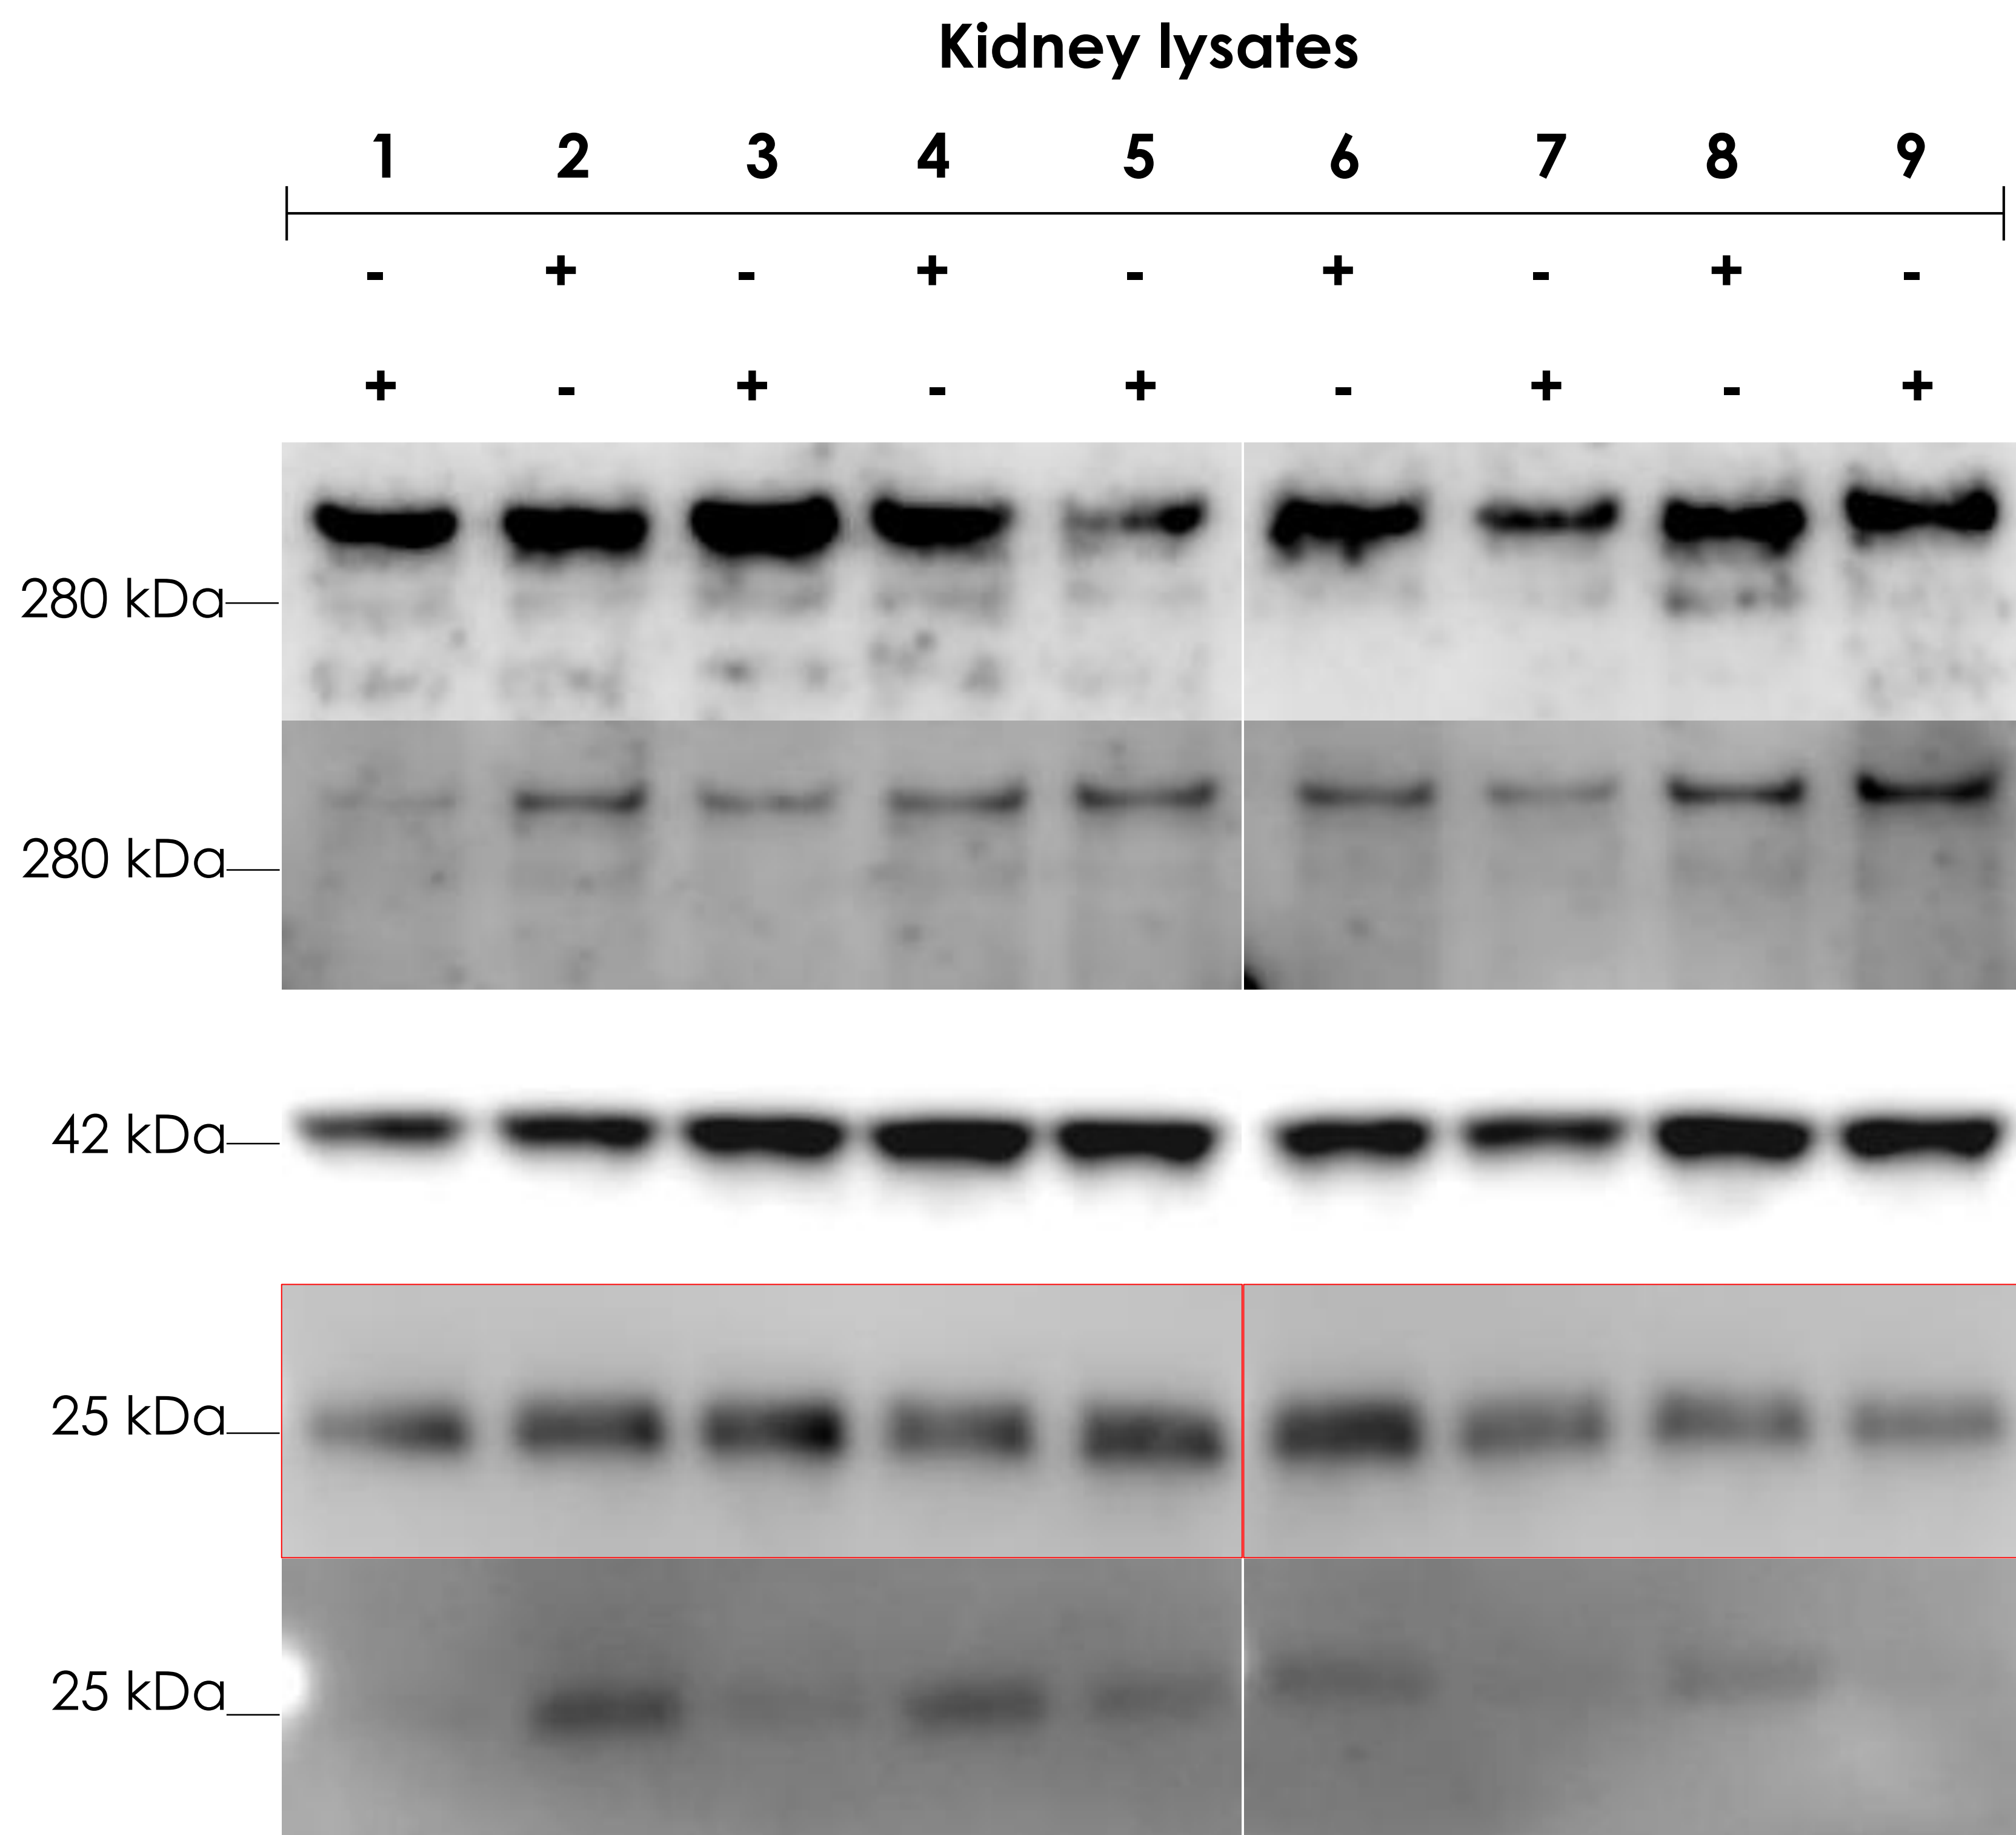 Kidney lysates
1 2 3 4 5 6 7 8 9
- + - + - + - + -
+ - + - + - + - +
280 kDa
280 kDa
42 kDa
25 kDa
25 kDa